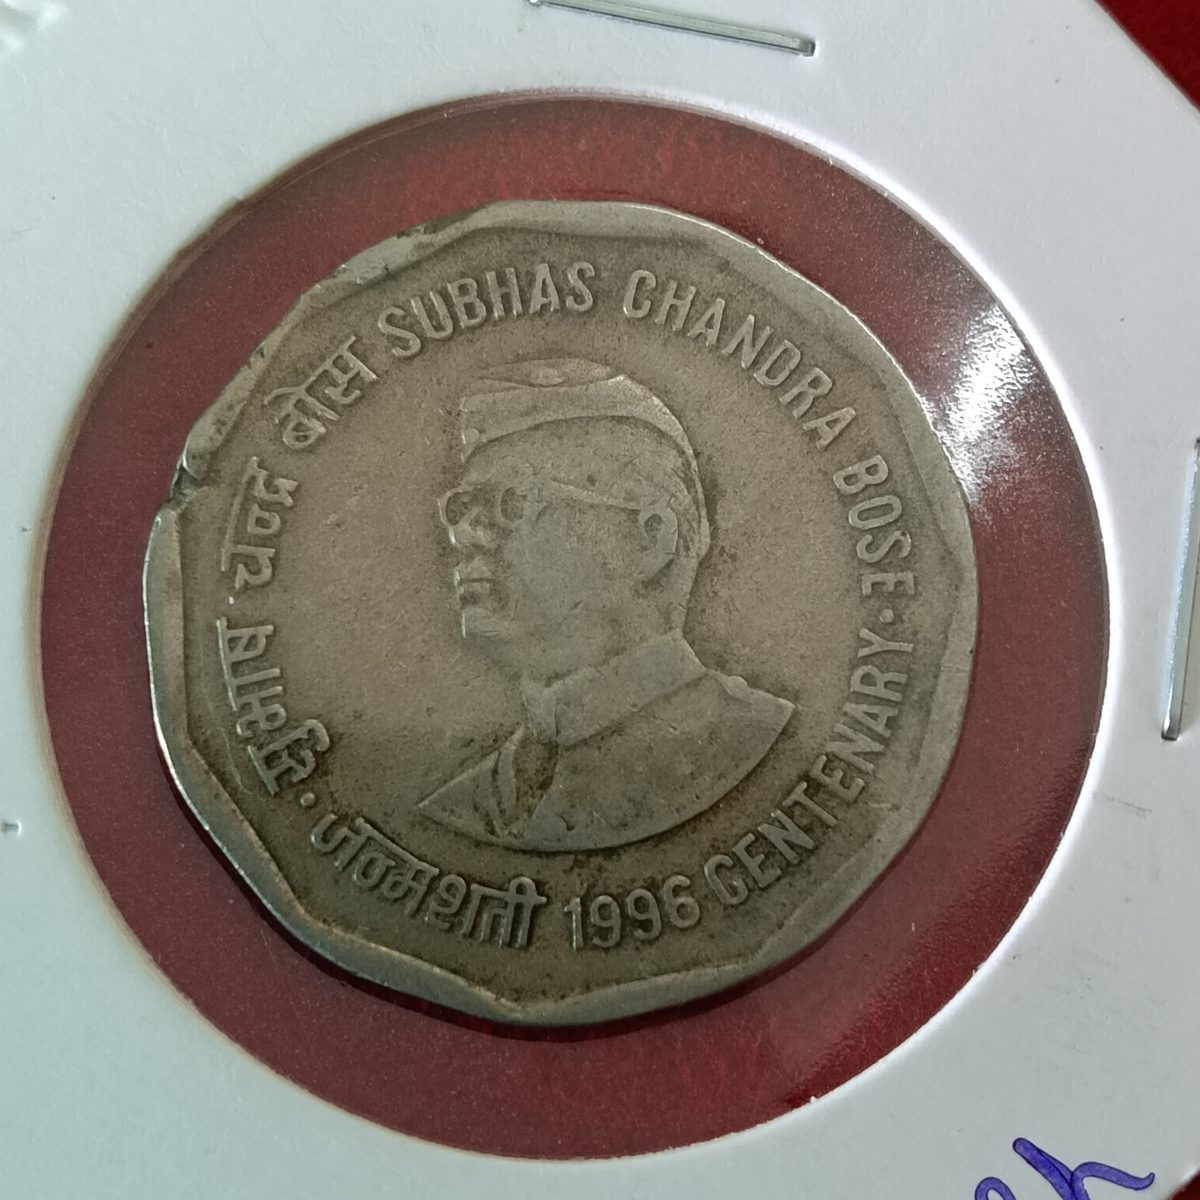 सुभाष चन्द्र बोस SUBHAS CHANDRA BOSE · CENTENARY 1996 जन्मशती ·